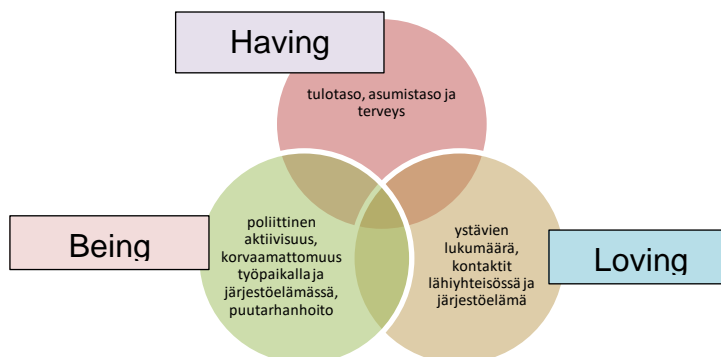 Having
tulotaso, asumistaso ja
terveys
Being
poliittinen
aktiivisuus,
korvaamattomuus
työpaikalla ja
järjestöelämässä,
puutarhanhoito
ystävien
lukumäärä,
kontaktit
lähiyhteisössä ja
järjestöelämä
Loving